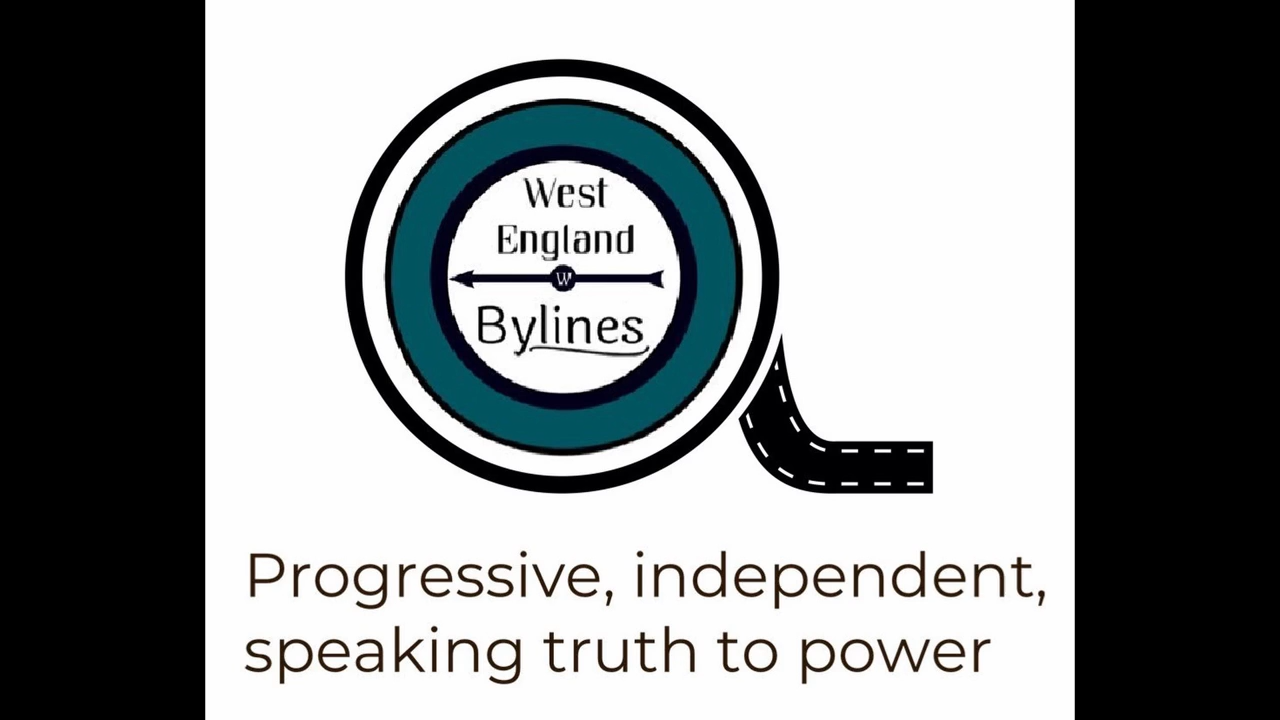 West
England
W
Bylines
Progressive, independent,
speaking truth to power